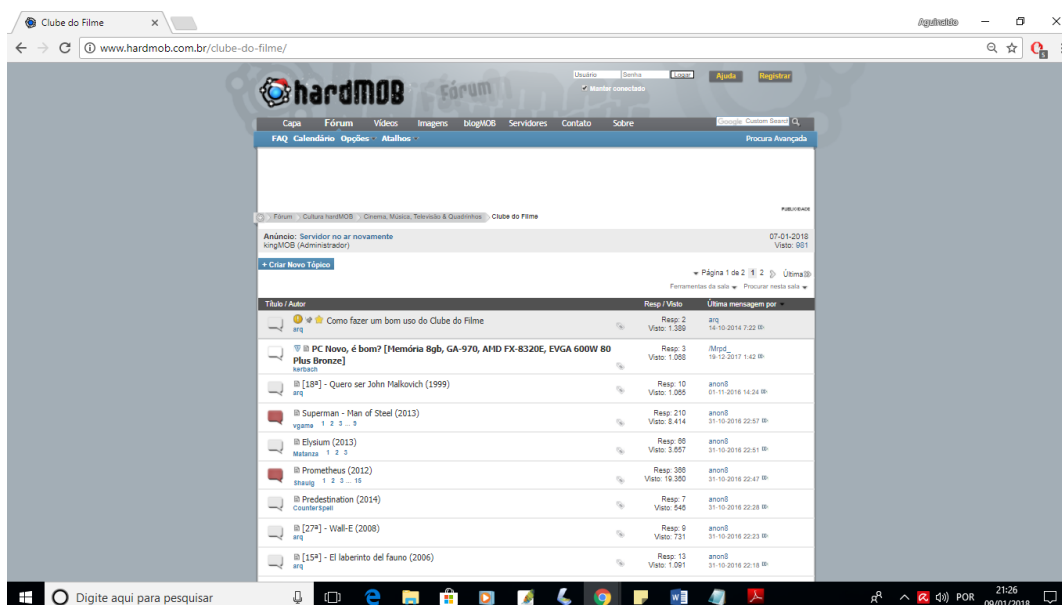 Clube do Filme
Aguinaldo
www.hardmob.com.br/clube-do-filme/
hardMOB
Fórum
Usuário Senha Logar
Manter conectado
Ajuda Registrar
Capa Fórum Vídeos Imagens blogMOB Servidores Contato Sobre
Google Custom Search
FAQ Calendário Opções Atalhos
Procura Avançada
PUBLICIDADE
Fórum Cultura hardMOB Cinema, Música, Televisão & Quadrinhos Clube do Filme
Anúncio: Servidor no ar novamente
07-01-2018
kingMOB (Administrador)
Visto: 981
+ Criar Novo Tópico
Página 1 de 2 1 2 Última
Ferramentas da sala Procurar nesta sala
Título / Autor Resp / Visto Última mensagem por
Como fazer um bom uso do Clube do Filme Resp: 2 arq
arq Visto: 1.389 14-10-2014 7:22
PC Novo, é bom? [Memória 8gb, GA-970, AMD FX-8320E, EVGA 600W 80 Resp: 3 /Mrpd_
Plus Bronze] Visto: 1.068 19-12-2017 1:42
kerbach
[18ª] - Quero ser John Malkovich (1999) Resp: 10 anon8
arq Visto: 1.065 01-11-2016 14:24
Superman - Man of Steel (2013) Resp: 210 anon8
vgama 1 2 3 ... 9 Visto: 8.414 31-10-2016 22:57
Elysium (2013) Resp: 66 anon8
Matanza 1 2 3 Visto: 3.657 31-10-2016 22:51
Prometheus (2012) Resp: 366 anon8
Shaulg 1 2 3 ... 15 Visto: 19.360 31-10-2016 22:47
Predestination (2014) Resp: 7 anon8
CounterSpell Visto: 546 31-10-2016 22:28
[27ª] - Wall-E (2008) Resp: 9 anon8
arq Visto: 731 31-10-2016 22:23
[15ª] - El laberinto del fauno (2006) Resp: 13 anon8
arq Visto: 1.091 31-10-2016 22:18
Digite aqui para pesquisar
POR
21:26
09/01/2018